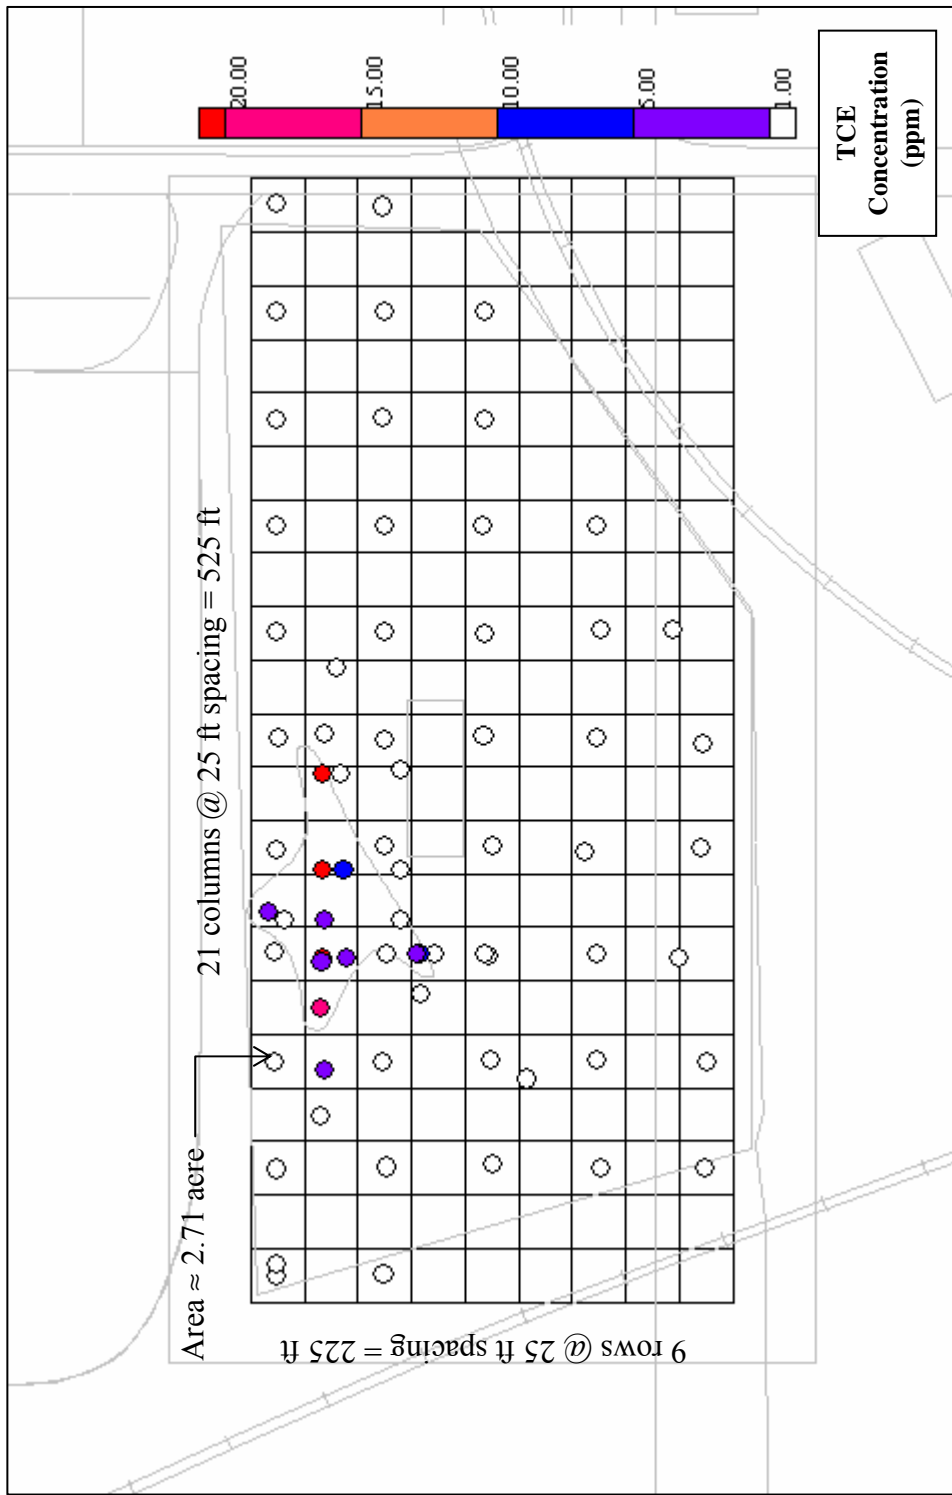 20.00
15.00
10.00
5.00
1.00
TCE
Concentration
(ppm)
21 columns @ 25 ft spacing = 525 ft
Area ≈ 2.71 acre
9 rows @ 25 ft spacing = 225 ft